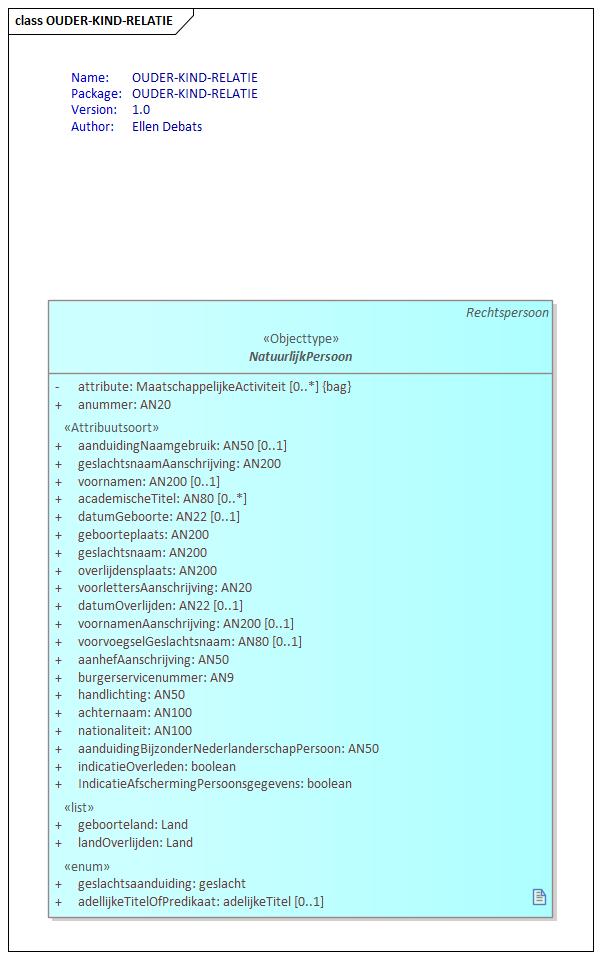 class OUDER-KIND-RELATIE
Name: OUDER-KIND-RELATIE
Package: OUDER-KIND-RELATIE
Version: 1.0
Author: Ellen Debats
Rechtspersoon
«Objecttype»
NatuurlijkPersoon
- attribute: MaatschappelijkeActiviteit [0..*] {bag}
+ anummer: AN20
«Attribuutsoort»
+ aanduidingNaamgebruik: AN50 [0..1]
+ geslachtsnaamAanschrijving: AN200
+ voornamen: AN200 [0..1]
+ academischeTitel: AN80 [0..*]
+ datumGeboorte: AN22 [0..1]
+ geboorteplaats: AN200
+ geslachtsnaam: AN200
+ overlijdensplaats: AN200
+ voorlettersAanschrijving: AN20
+ datumOverlijden: AN22 [0..1]
+ voornamenAanschrijving: AN200 [0..1]
+ voorvoegselGeslachtsnaam: AN80 [0..1]
+ aanhefAanschrijving: AN50
+ burgerservicenummer: AN9
+ handlichting: AN50
+ achternaam: AN100
+ nationaliteit: AN100
+ aanduidingBijzonderNederlanderschapPersoon: AN50
+ indicatieOverleden: boolean
+ IndicatieAfschermingPersoonsgegevens: boolean
«list»
+ geboorteland: Land
+ landOverlijden: Land
«enum»
+ geslachtsaanduiding: geslacht
+ adellijkeTitelOfPredikaat: adelijkeTitel [0..1]